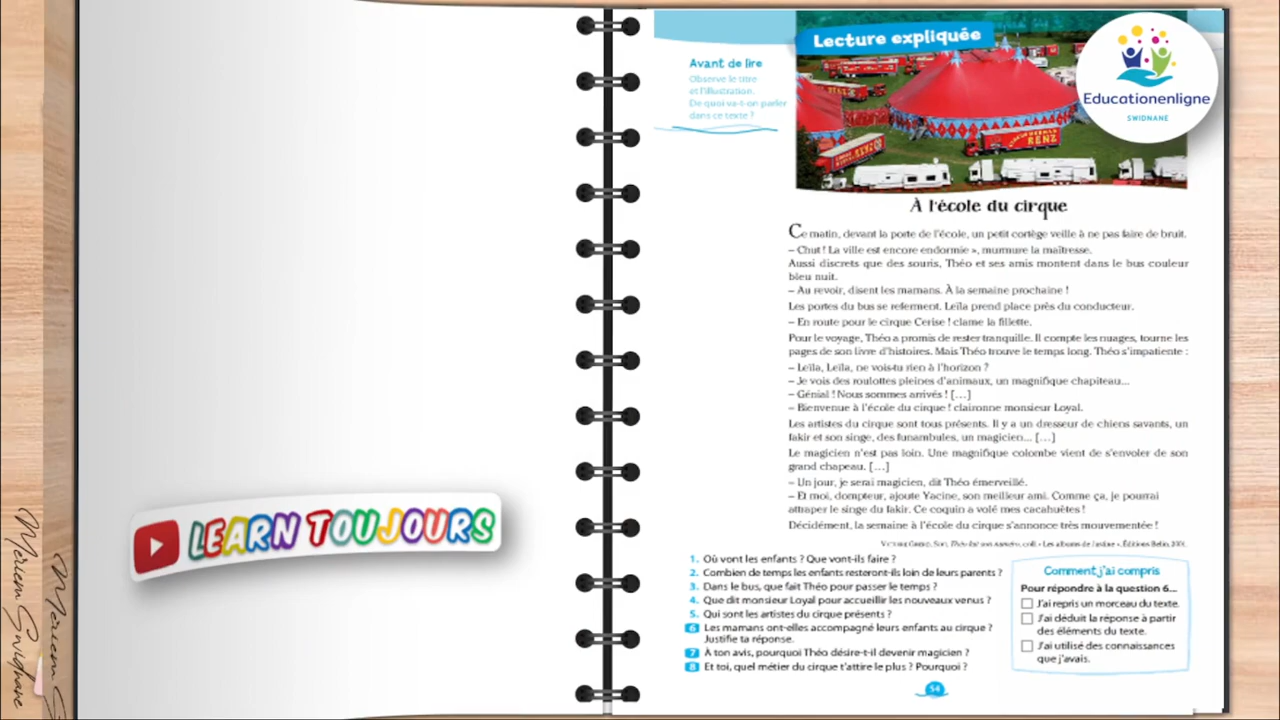 Lecture expliquée
Educationenligne
SWIDNANE
Avant de lire
Observe le titre
et l'illustration.
De quoi va-t-on parler
dans ce texte ?
RENZ
À l'école du cirque
Ce matin, devant la porte de l'école, un petit cortège veille à ne pas faire de bruit.
– Chut ! La ville est encore endormie », murmure la maîtresse.
Aussi discrets que des souris, Théo et ses amis montent dans le bus couleur
bleu nuit.
– Au revoir, disent les mamans. À la semaine prochaine !
Les portes du bus se referment. Leïla prend place près du conducteur.
– En route pour le cirque Cerise ! clame la fillette.
Pour le voyage, Théo a promis de rester tranquille. Il compte les nuages, tourne les
pages de son livre d'histoires. Mais Théo trouve le temps long. Théo s'impatiente :
– Leïla, Leïla, ne vois-tu rien à l'horizon ?
– Je vois des roulottes pleines d'animaux, un magnifique chapiteau...
– Génial ! Nous sommes arrivés ! [...]
– Bienvenue à l'école du cirque ! claironne monsieur Loyal.
Les artistes du cirque sont tous présents. Il y a un dresseur de chiens savants, un
fakir et son singe, des funambules, un magicien... [...]
Le magicien n'est pas loin. Une magnifique colombe vient de s'envoler de son
grand chapeau. [...]
– Un jour, je serai magicien, dit Théo émerveillé.
– Et moi, dompteur, ajoute Yacine, son meilleur ami. Comme ça, je pourrai
attraper le singe du fakir. Ce coquin a volé mes cacahuètes !
Décidément, la semaine à l'école du cirque s'annonce très mouvementée !
coll. « Les albums de Justine », Éditions Belin, 2001.
1. Où vont les enfants ? Que vont-ils faire ?
2. Combien de temps les enfants resteront-ils loin de leurs parents ?
3. Dans le bus, que fait Théo pour passer le temps ?
4. Que dit monsieur Loyal pour accueillir les nouveaux venus ?
5. Qui sont les artistes du cirque présents ?
6 Les mamans ont-elles accompagné leurs enfants au cirque ?
Justifie ta réponse.
7 À ton avis, pourquoi Théo désire-t-il devenir magicien ?
8 Et toi, quel métier du cirque t'attire le plus ? Pourquoi ?
Comment j'ai compris
Pour répondre à la question 6...
J'ai repris un morceau du texte.
J'ai déduit la réponse à partir
des éléments du texte.
J'ai utilisé des connaissances
que j'avais.
54
LEARN TOUJOURS
Meriem Swidnane